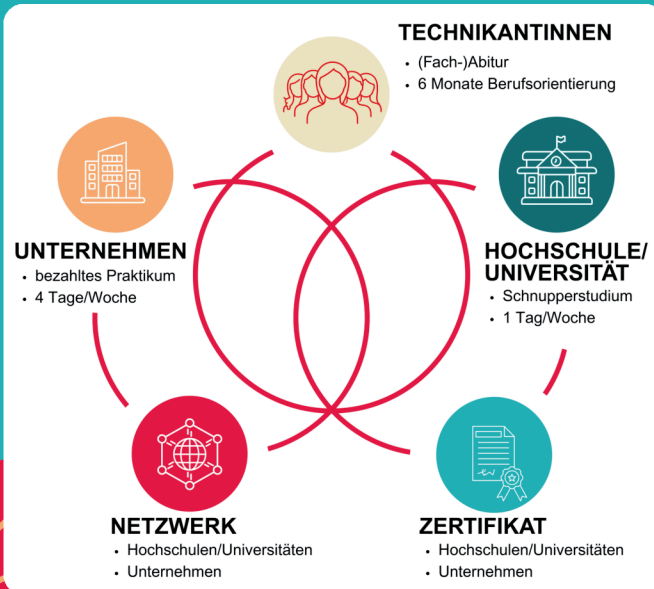 TECHNIKANTINNEN
• (Fach-)Abitur
• 6 Monate Berufsorientierung
UNTERNEHMEN
• bezahltes Praktikum
• 4 Tage/Woche
HOCHSCHULE/
UNIVERSITÄT
• Schnupperstudium
• 1 Tag/Woche
NETZWERK
• Hochschulen/Universitäten
• Unternehmen
ZERTIFIKAT
• Hochschulen/Universitäten
• Unternehmen